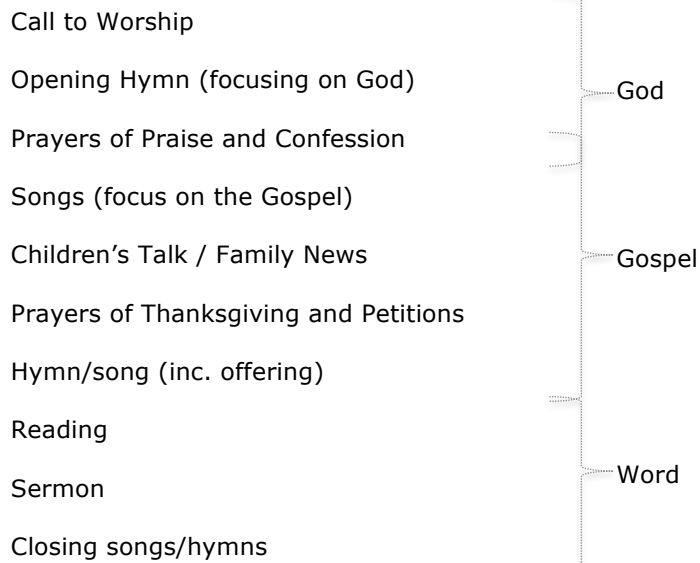 Call to Worship
Opening Hymn (focusing on God)
God
Prayers of Praise and Confession
Songs (focus on the Gospel)
Children’s Talk / Family News
Gospel
Prayers of Thanksgiving and Petitions
Hymn/song (inc. offering)
Reading
Word
Sermon
Closing songs/hymns